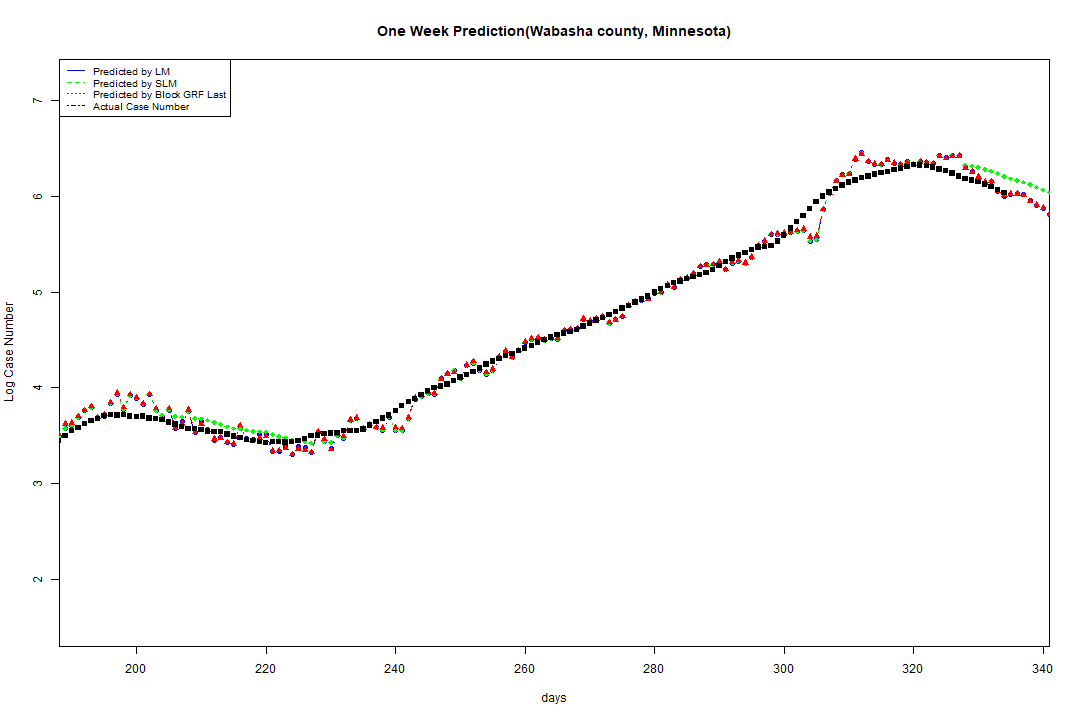 One Week Prediction(Wabasha county, Minnesota)
Predicted by LM
Predicted by SLM
Predicted by Block GRF Last
Actual Case Number
7
6
5
4
3
2
Log Case Number
200 220 240 260 280 300 320 340
days